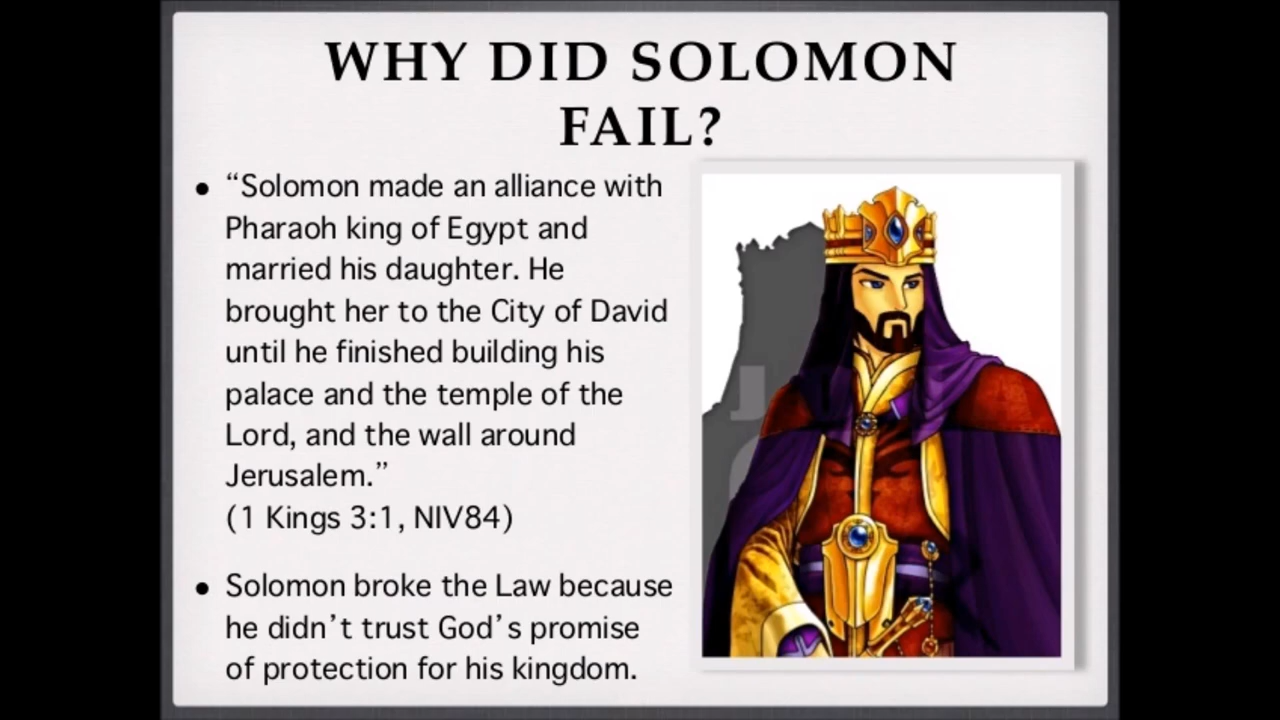 WHY DID SOLOMON
FAIL?
• “Solomon made an alliance with
Pharaoh king of Egypt and
married his daughter. He
brought her to the City of David
until he finished building his
palace and the temple of the
Lord, and the wall around
Jerusalem.”
(1 Kings 3:1, NIV84)
• Solomon broke the Law because
he didn’t trust God’s promise
of protection for his kingdom.